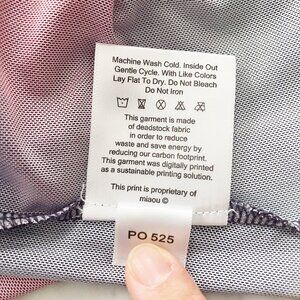 Machine Wash Cold. Inside Out
Gentle Cycle. With Like Colors
Lay Flat To Dry. Do Not Bleach
Do Not Iron
This garment is made
of deadstock fabric
in order to reduce
waste and save energy by
reducing our carbon footprint.
This garment was digitally printed
as a sustainable printing solution.
This print is proprietary of
miaou ©
PO 525